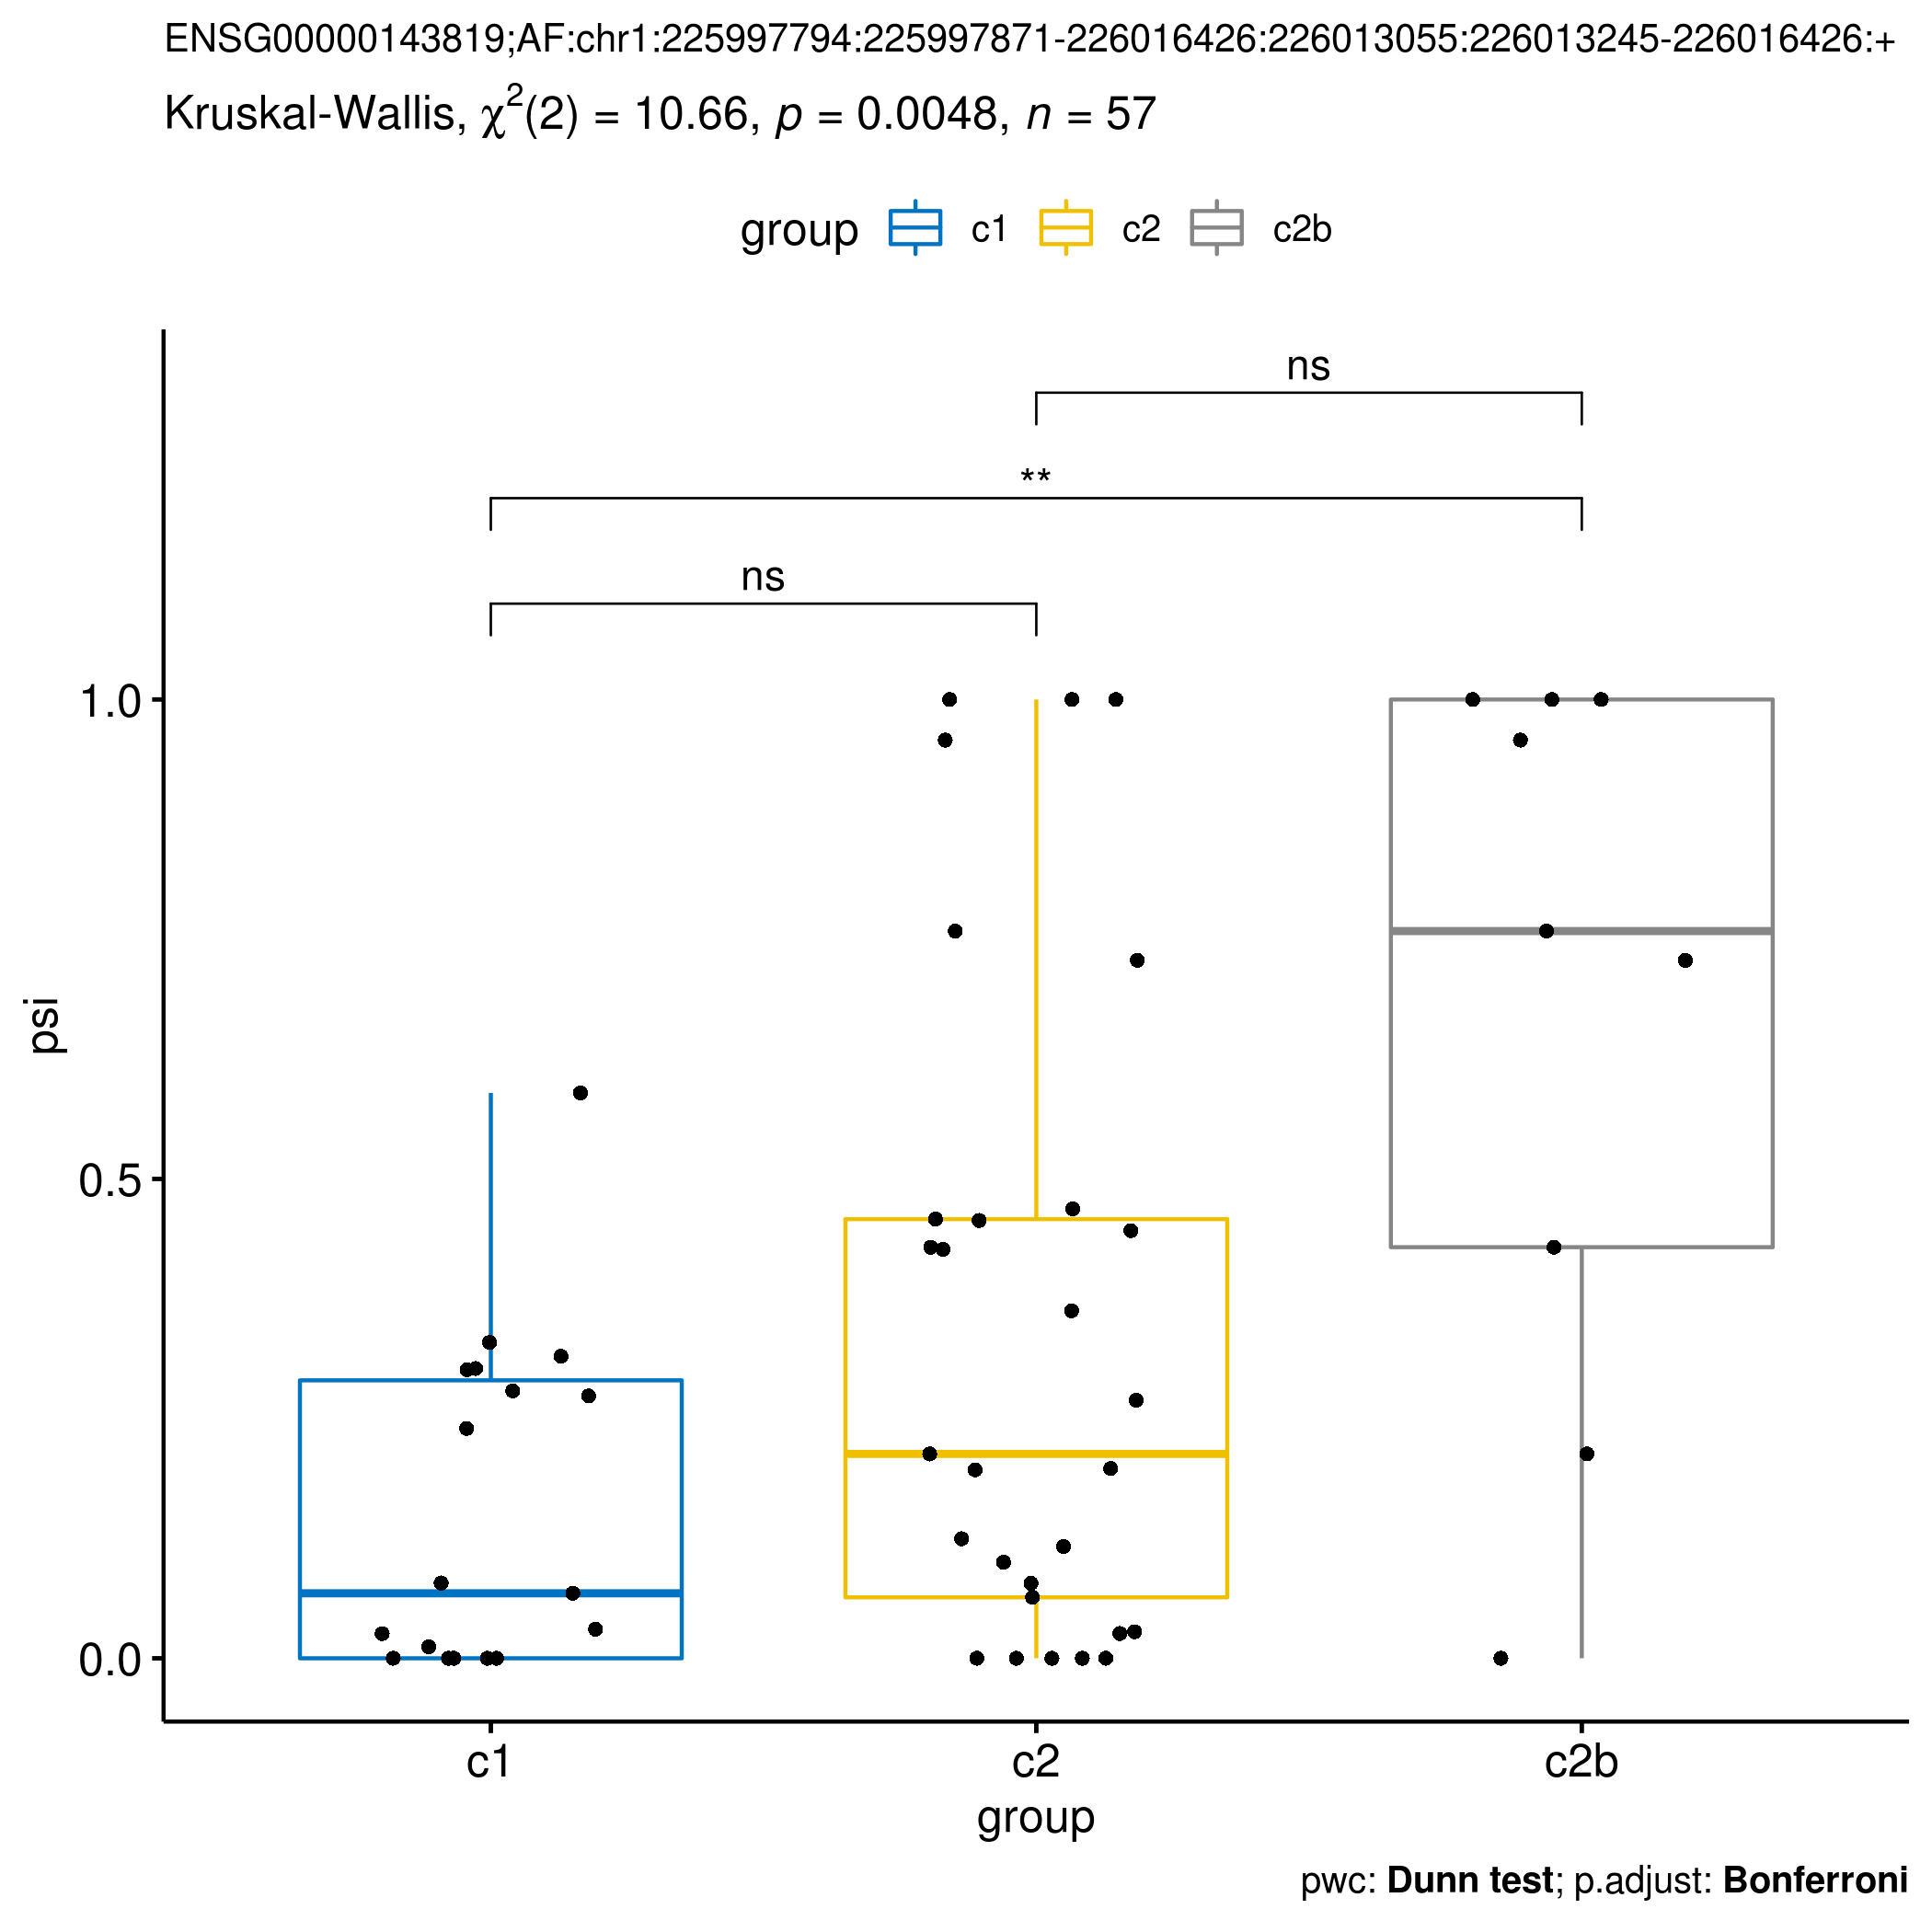 ENSG00000143819;AF:chr1:225997794:225997871-226016426:226013055:226013245-226016426:+
Kruskal-Wallis, χ²(2) = 10.66, p = 0.0048, n = 57
group c1 c2 c2b
ns
**
ns
1.0
0.5
0.0
psi
c1 c2 c2b
group
pwc: Dunn test; p.adjust: Bonferroni